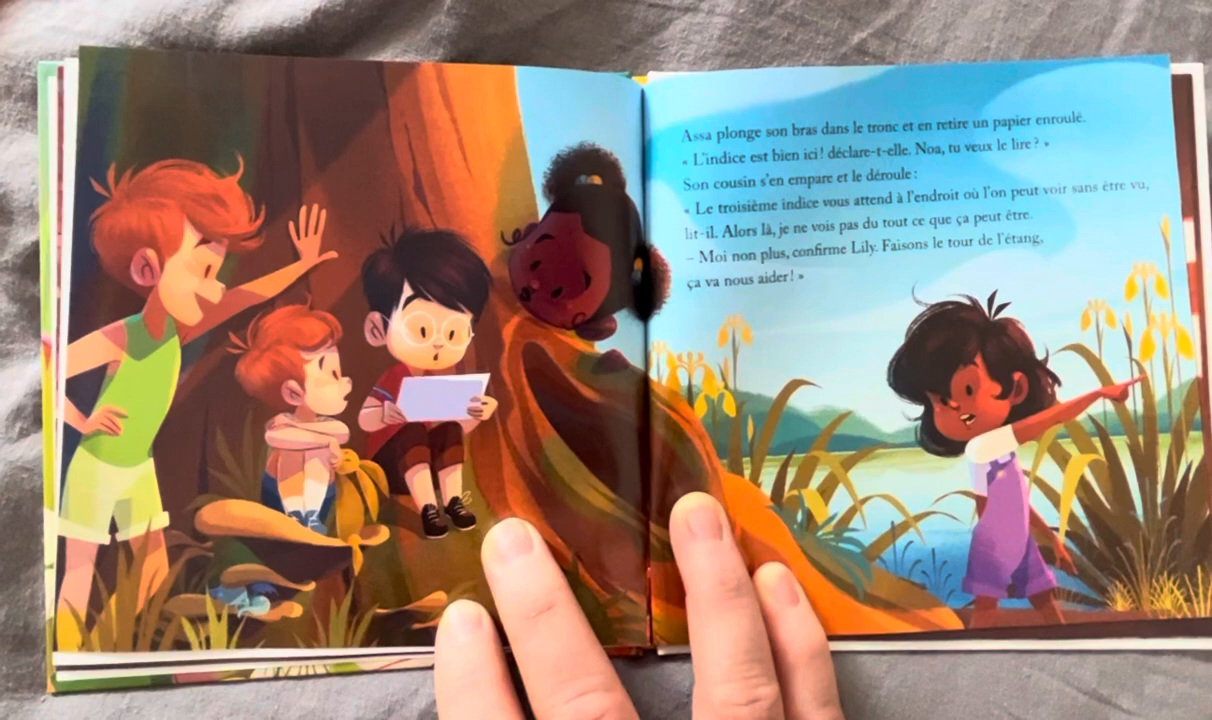 Assa plonge son bras dans le tronc et en retire un papier enroulé.
« L'indice est bien ici ! déclare-t-elle. Noa, tu veux le lire ? »
Son cousin s'en empare et le déroule :
« Le troisième indice vous attend à l'endroit où l'on peut voir sans être vu,
lit-il. Alors là, je ne vois pas du tout ce que ça peut être.
– Moi non plus, confirme Lily. Faisons le tour de l'étang,
ça va nous aider ! »